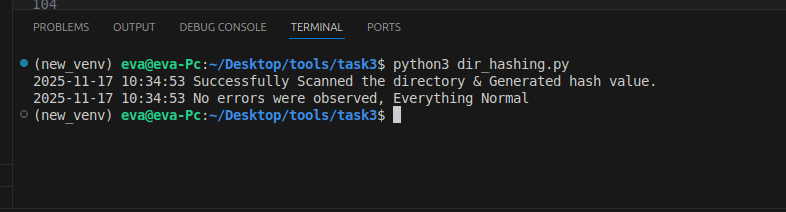 104
PROBLEMS OUTPUT DEBUG CONSOLE TERMINAL PORTS
(new_venv) eva@eva-Pc:~/Desktop/tools/task3$ python3 dir_hashing.py
2025-11-17 10:34:53 Successfully Scanned the directory & Generated hash value.
2025-11-17 10:34:53 No errors were observed, Everything Normal
(new_venv) eva@eva-Pc:~/Desktop/tools/task3$